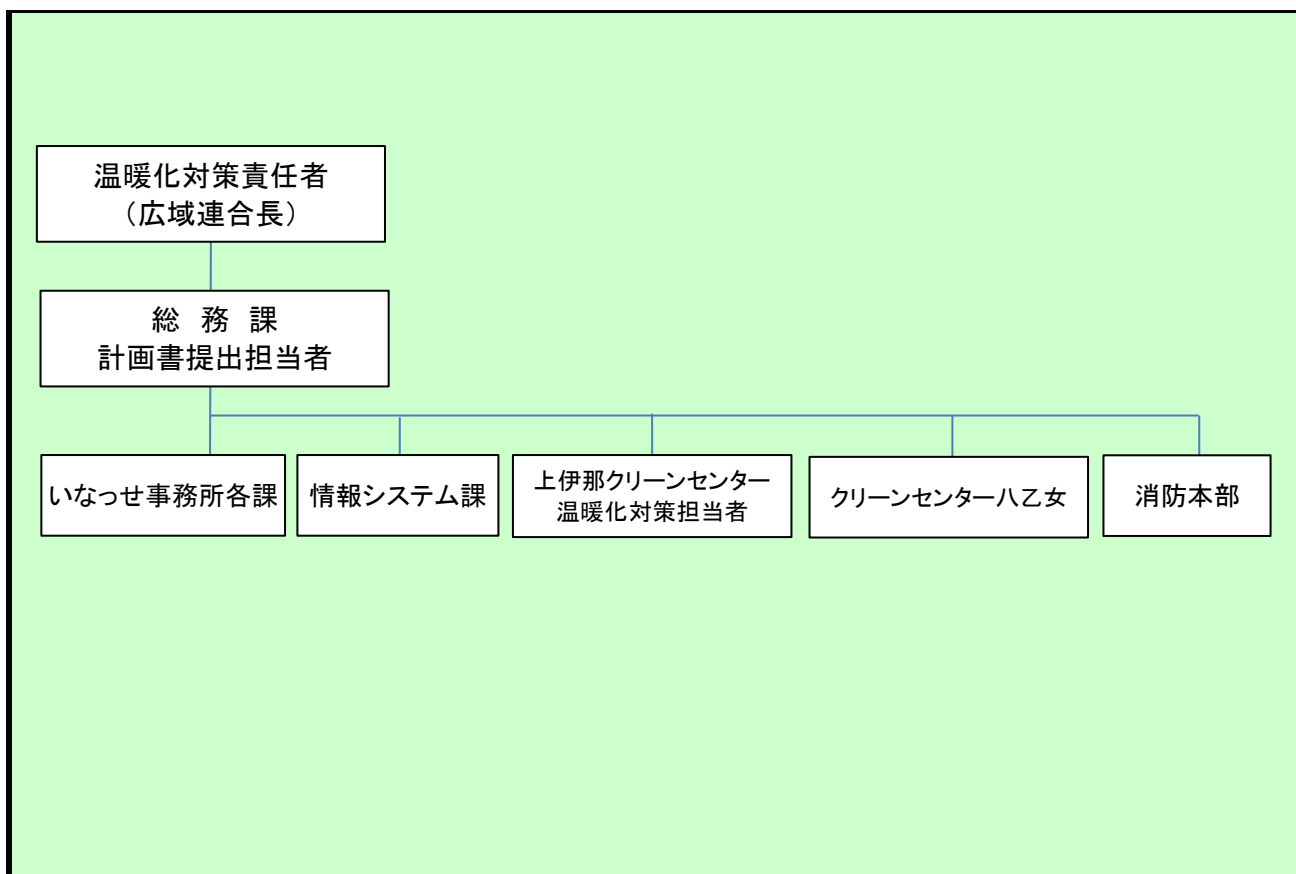 温暖化対策責任者
（広域連合長）
総　務　課
計画書提出担当者
いなっせ事務所各課
情報システム課
上伊那クリーンセンター
温暖化対策担当者
クリーンセンター八乙女
消防本部